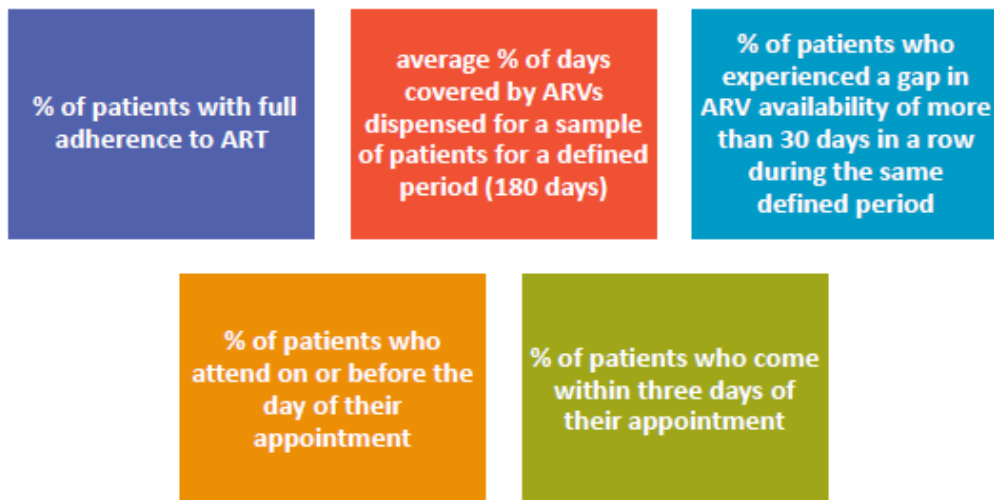 % of patients with full
adherence to ART
average % of days
covered by ARVs
dispensed for a sample
of patients for a defined
period (180 days)
% of patients who
experienced a gap in
ARV availability of more
than 30 days in a row
during the same
defined period
% of patients who
attend on or before the
day of their
appointment
% of patients who come
within three days of
their appointment